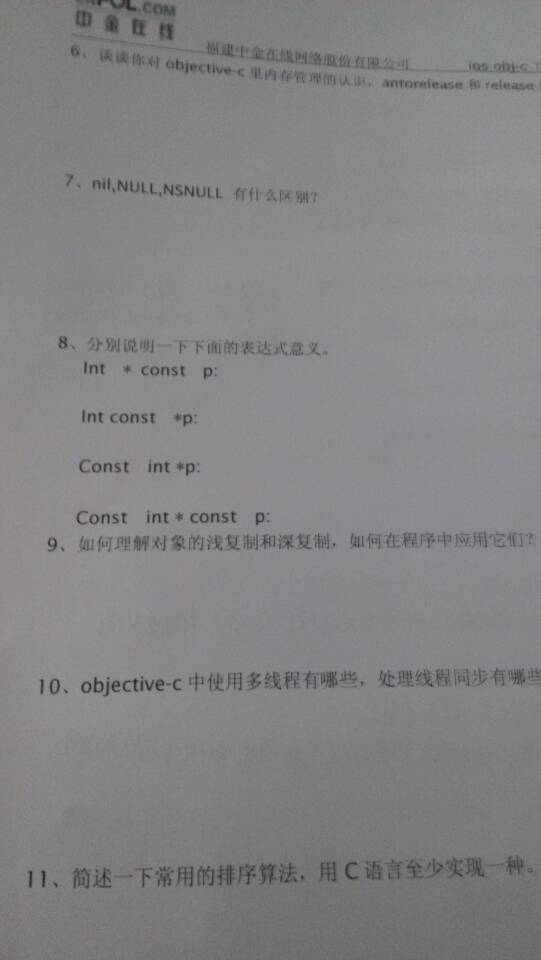 POL.COM
中金在线
福建中金在线网络股份有限公司 ios obj-c
6、谈谈你对 objective-c 里内存管理的认识，antorelease 和 release
7、nil,NULL,NSNULL 有什么区别？
8、分别说明一下下面的表达式意义。
Int * const p:
Int const *p:
Const int *p:
Const int * const p:
9、如何理解对象的浅复制和深复制，如何在程序中应用它们？
10、objective-c 中使用多线程有哪些，处理线程同步有哪些
11、简述一下常用的排序算法，用 C 语言至少实现一种。